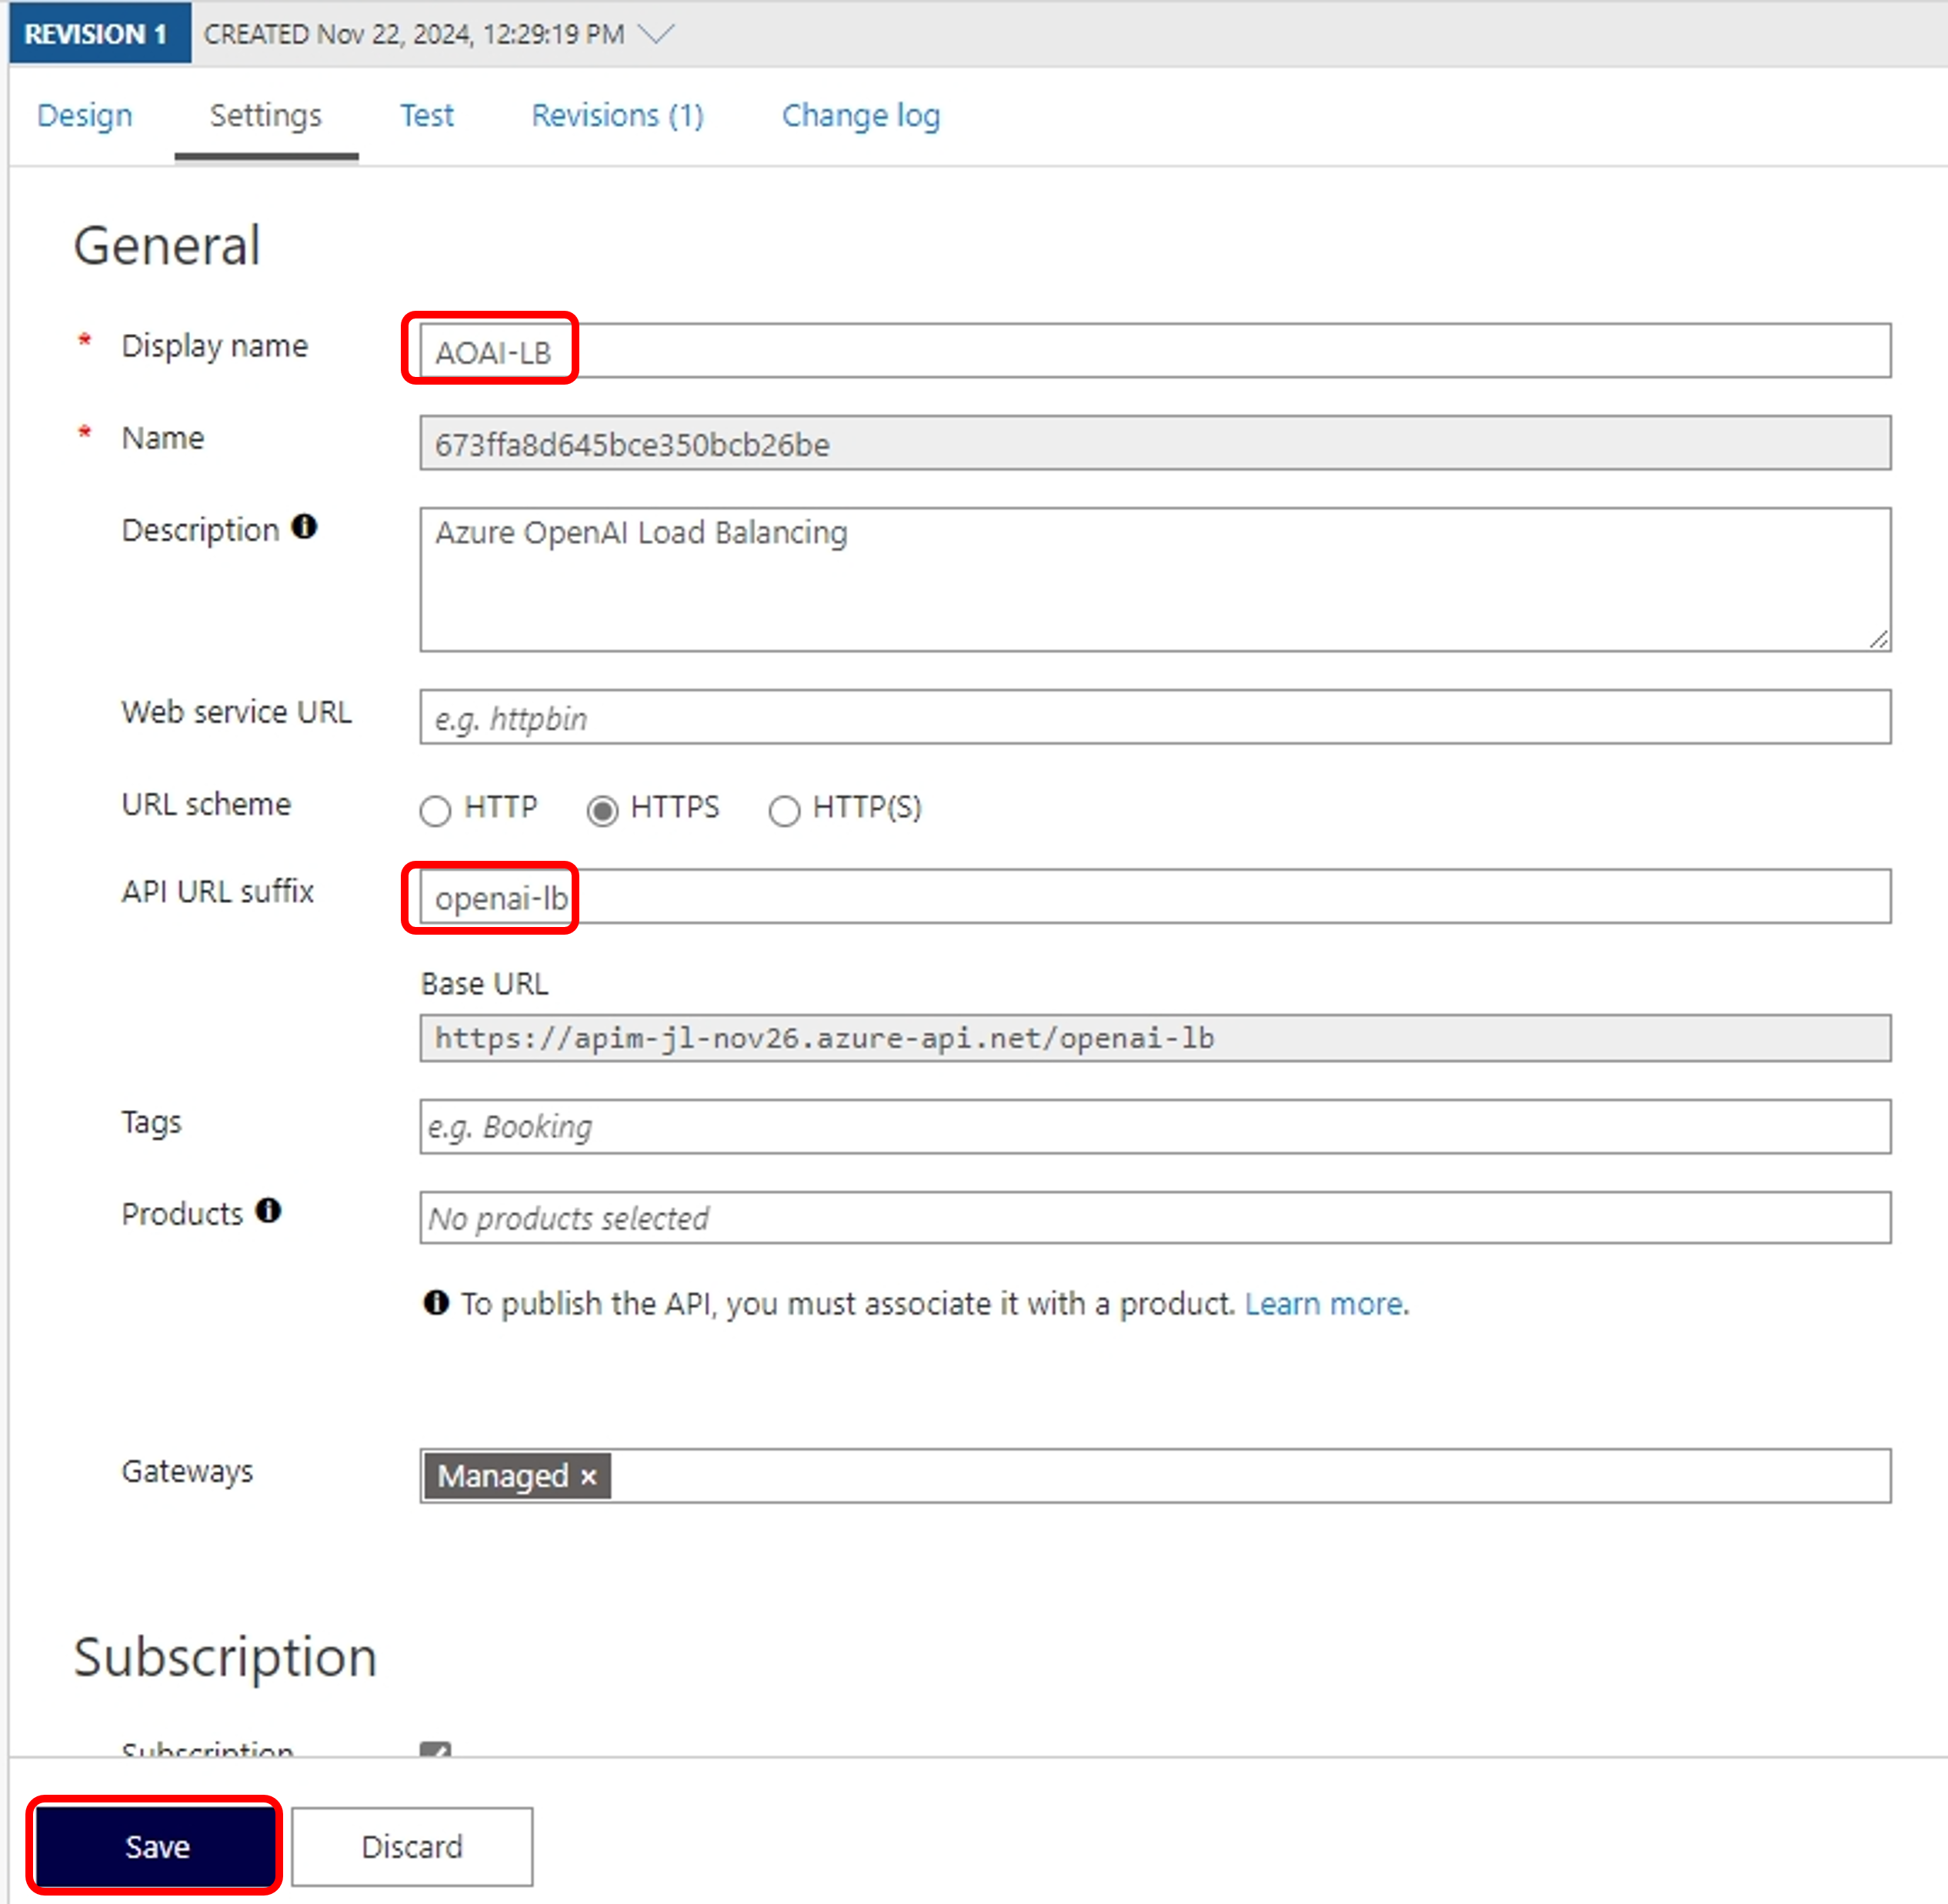 REVISION 1 CREATED Nov 22, 2024, 12:29:19 PM
Design Settings Test Revisions (1) Change log
General
* Display name AOAI-LB
* Name 673ffa8d645bce350bcb26be
Description Azure OpenAI Load Balancing
Web service URL e.g. httpbin
URL scheme HTTP HTTPS HTTP(S)
API URL suffix openai-lb
Base URL
https://apim-jl-nov26.azure-api.net/openai-lb
Tags e.g. Booking
Products No products selected
To publish the API, you must associate it with a product. Learn more.
Gateways Managed ×
Subscription
Subscription
Save Discard